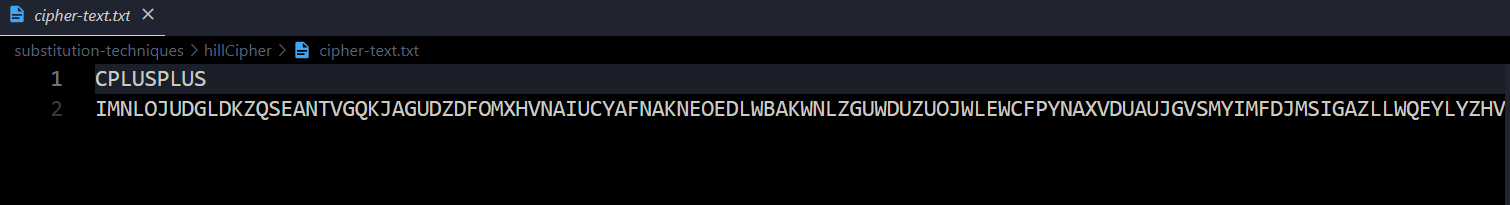 cipher-text.txt
substitution-techniques > hillCipher > cipher-text.txt
1 CPLUSPLUS
2 IMNLOJUDGLDKZQSEANTVGQKJAGUDZDFOMXHVNAIUCYAFNAKNEOEDLWBAKWNLZGUWDUZUOJWLEWCFPYNAXVDUAUJGVSMYIMFDJMSIGAZLLWQEYLYZHV